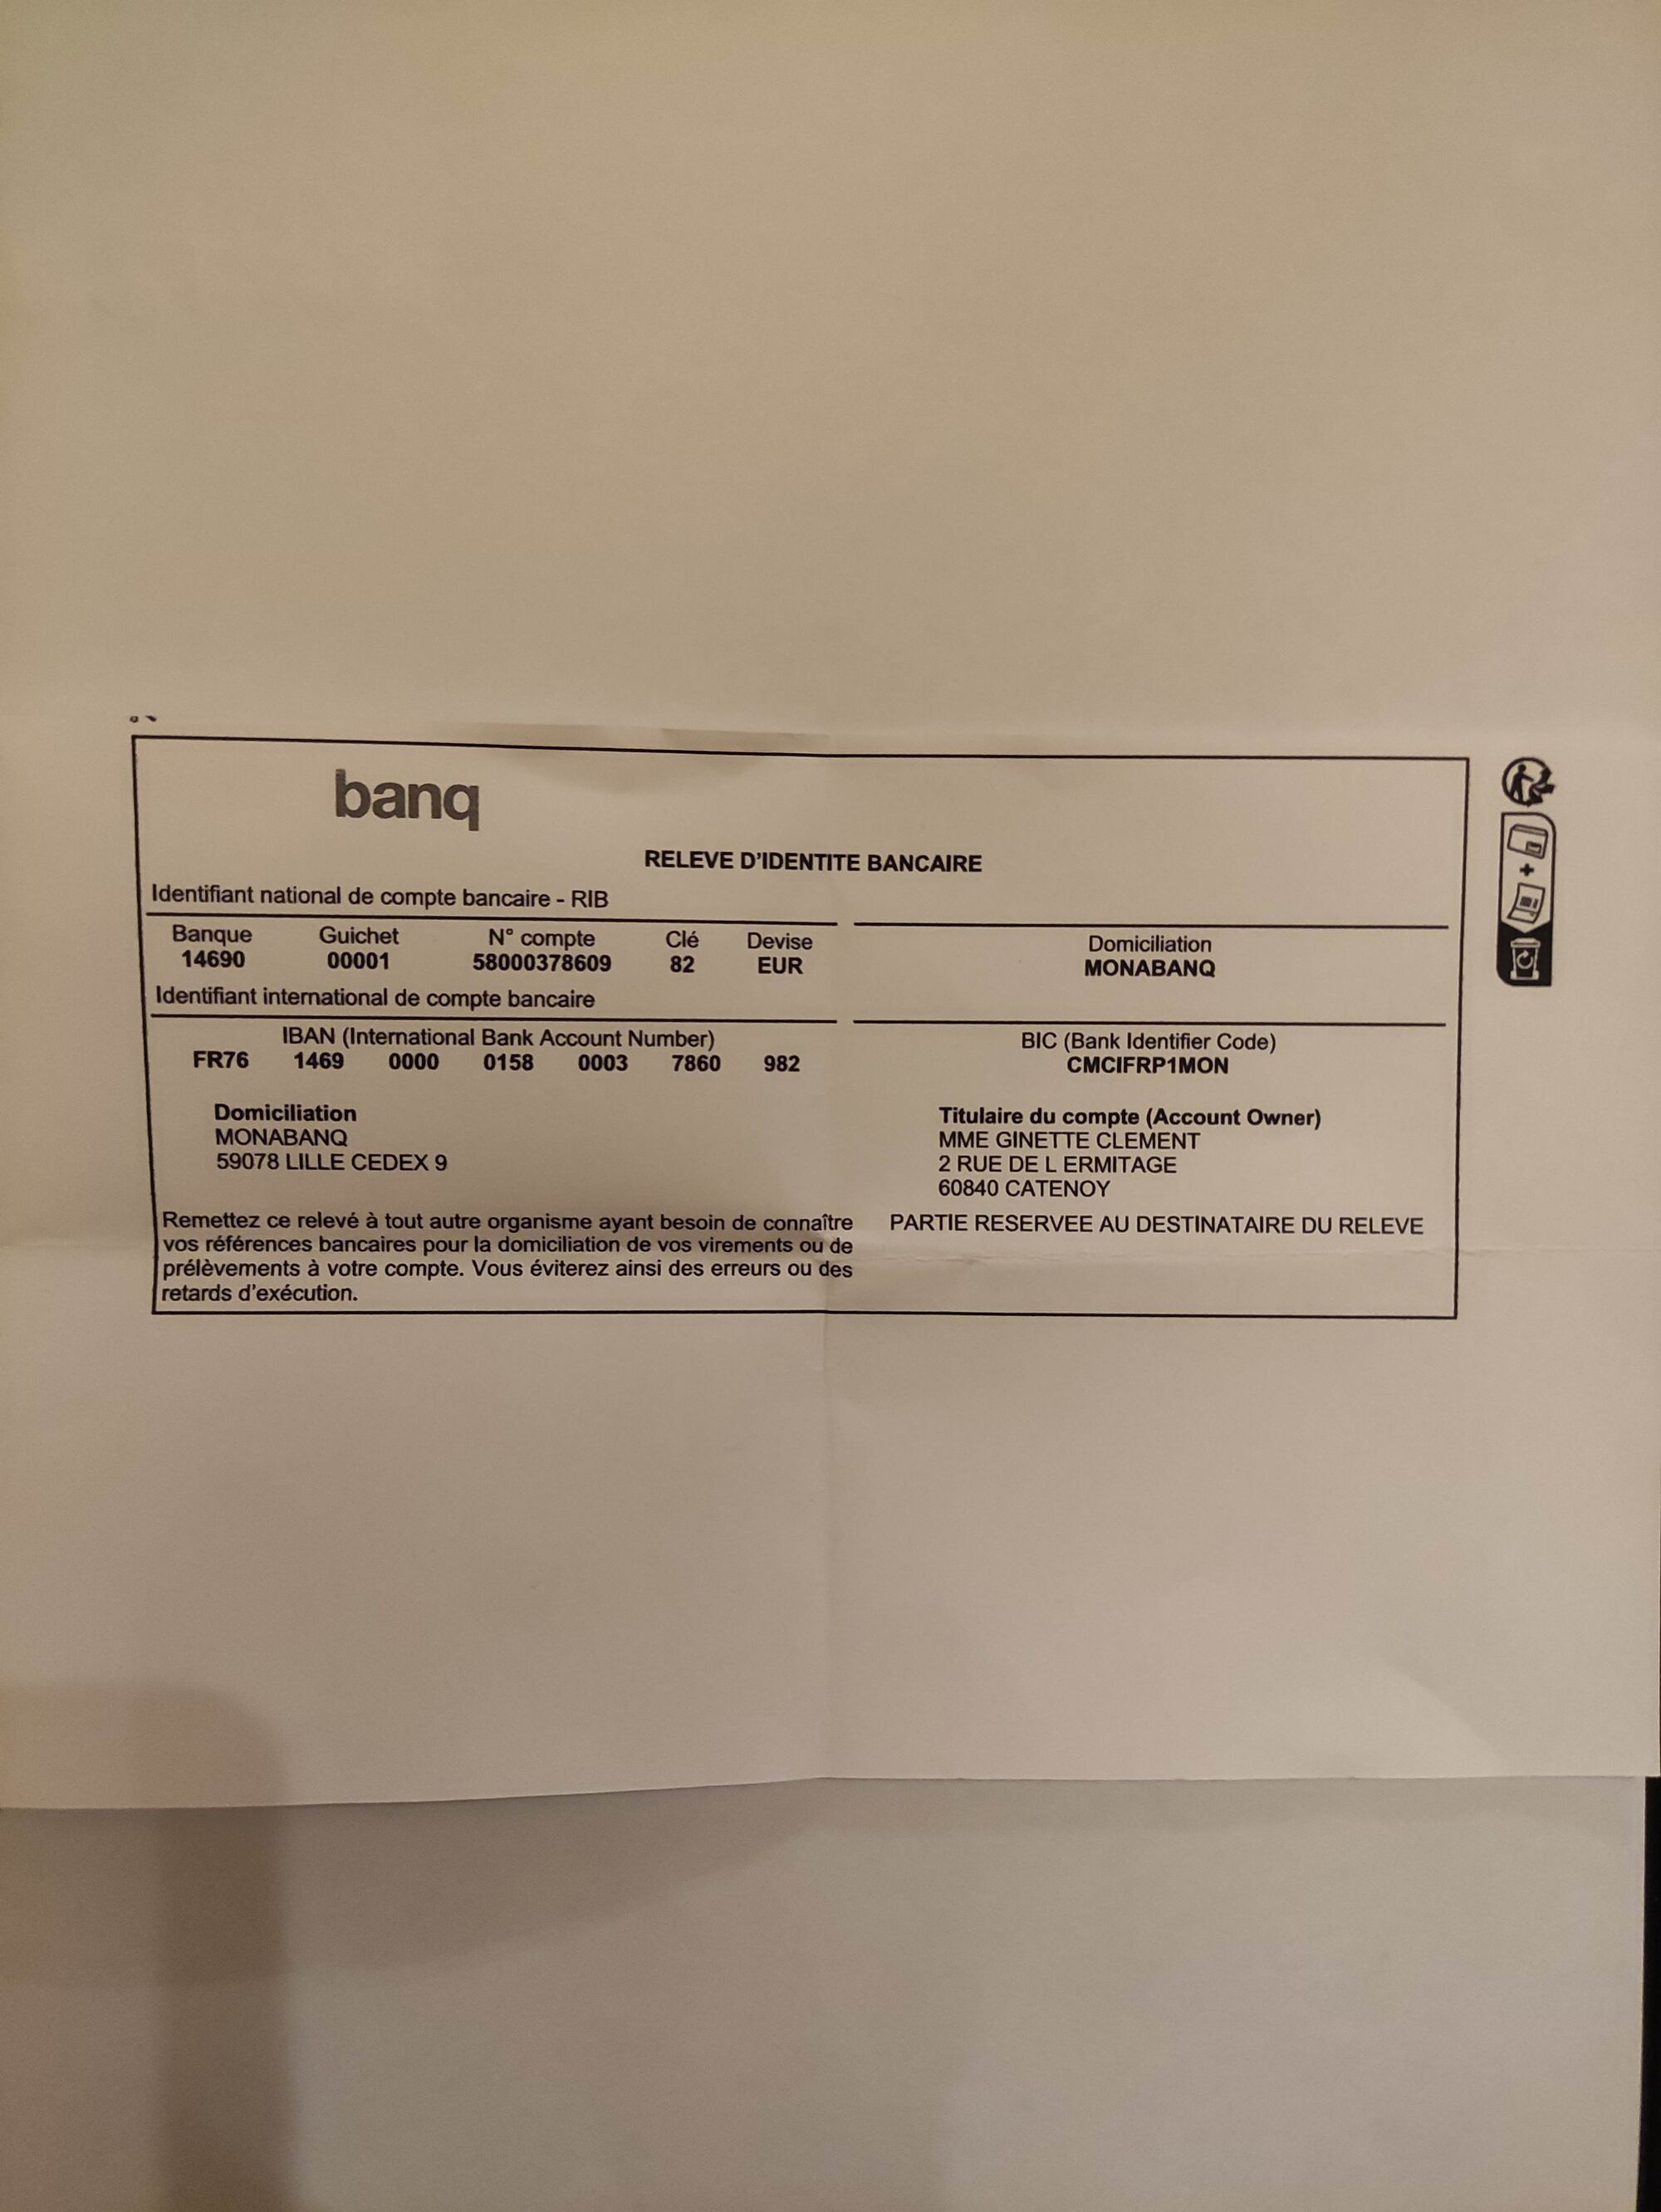 banq
RELEVE D'IDENTITE BANCAIRE
Identifiant national de compte bancaire - RIB
Banque Guichet N° compte Clé Devise Domiciliation
14690 00001 58000378609 82 EUR MONABANQ
Identifiant international de compte bancaire
IBAN (International Bank Account Number) BIC (Bank Identifier Code)
FR76 1469 0000 0158 0003 7860 982 CMCIFRP1MON
Domiciliation
MONABANQ
59078 LILLE CEDEX 9
Titulaire du compte (Account Owner)
MME GINETTE CLEMENT
2 RUE DE L ERMITAGE
60840 CATENOY
Remettez ce relevé à tout autre organisme ayant besoin de connaître
vos références bancaires pour la domiciliation de vos virements ou de
prélèvements à votre compte. Vous éviterez ainsi des erreurs ou des
retards d'exécution.
PARTIE RESERVEE AU DESTINATAIRE DU RELEVE